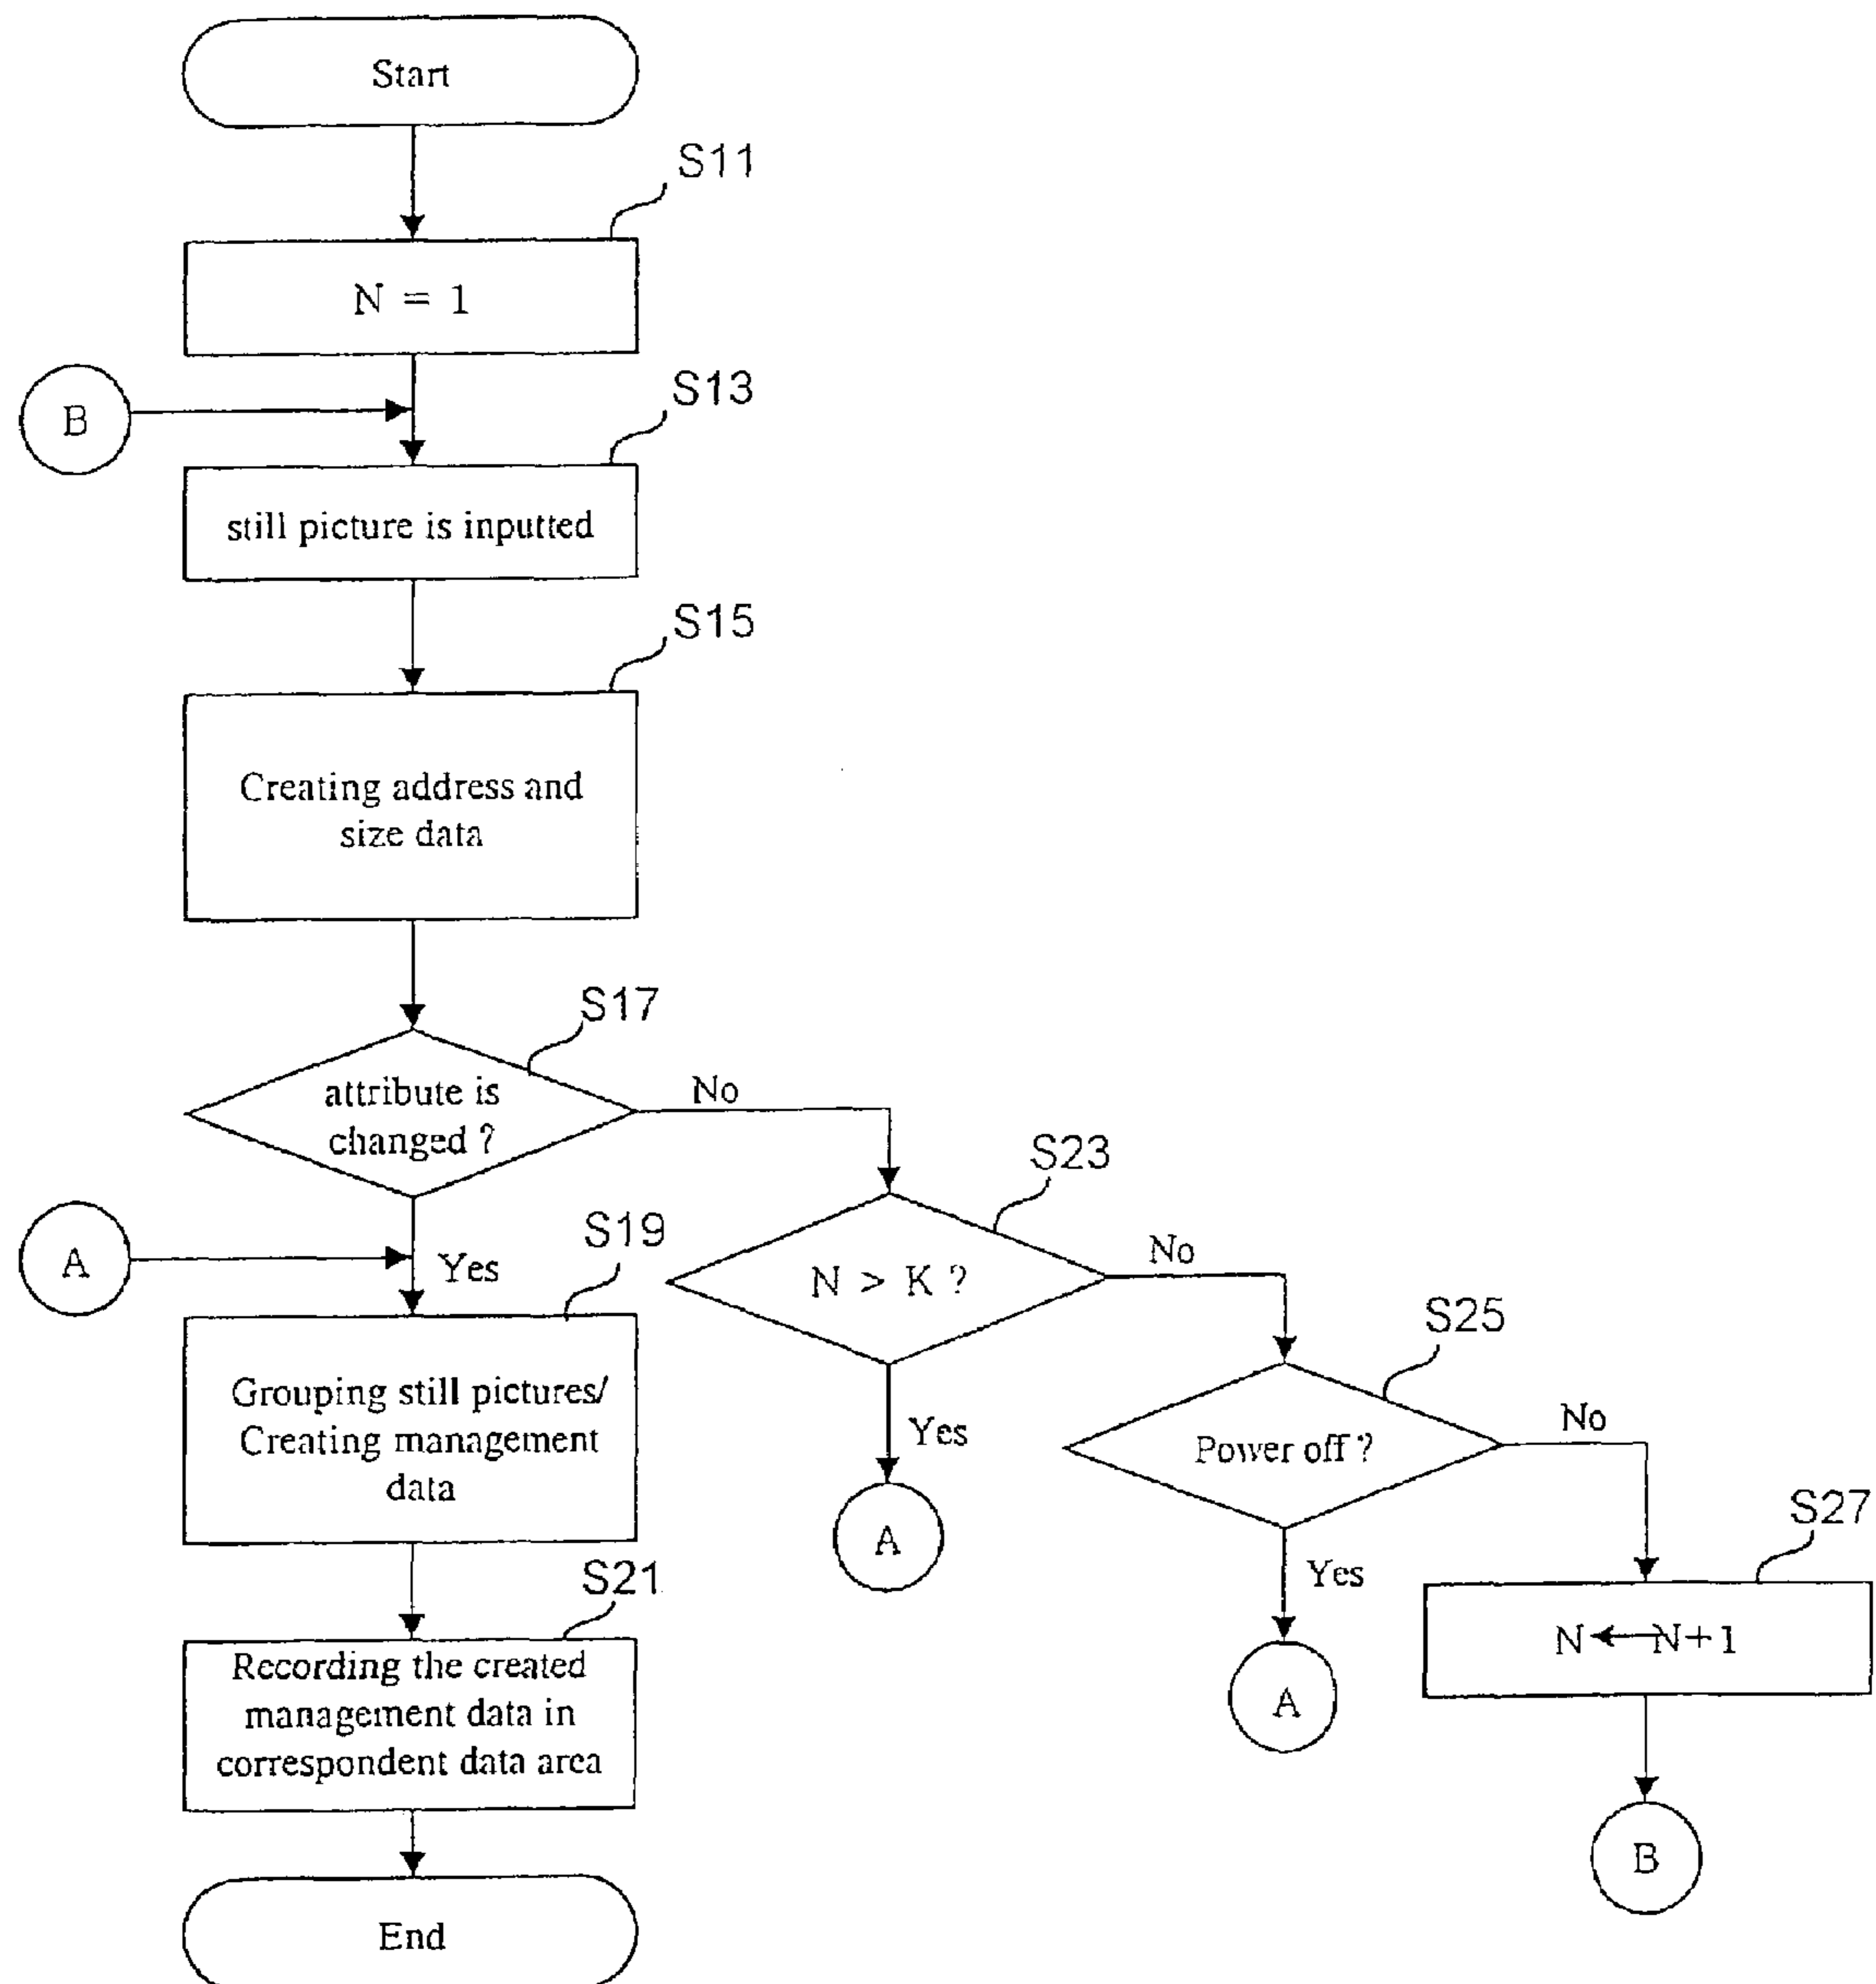 Start
S11
N = 1
B
S13
still picture is inputted
S15
Creating address and
size data
S17
attribute is
changed ?
No
A
Yes
S19
Grouping still pictures/
Creating management
data
S21
Recording the created
management data in
correspondent data area
End
S23
N > K ?
No
Yes
A
S25
Power off ?
No
Yes
A
S27
N←N+1
B